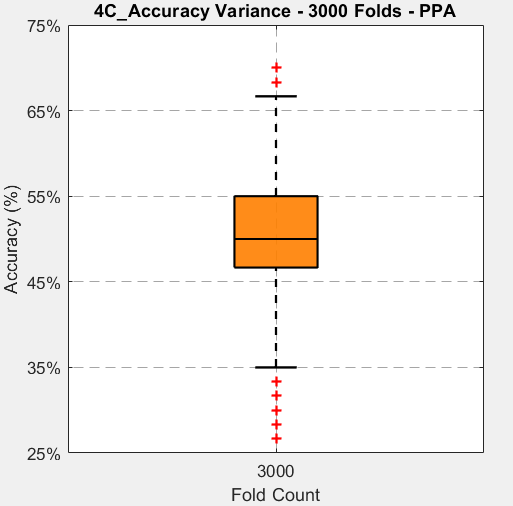 4C_Accuracy Variance - 3000 Folds - PPA
75%
65%
55%
45%
35%
25%
Accuracy (%)
3000
Fold Count